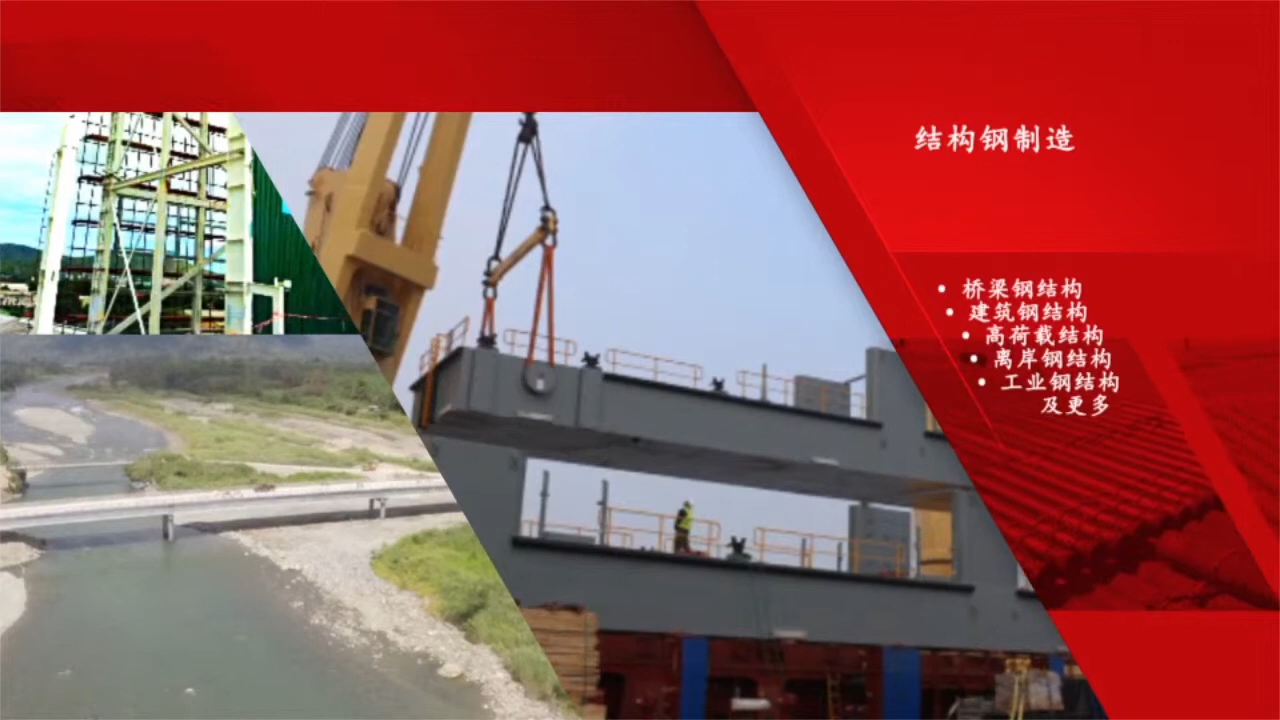 结构钢制造
• 桥梁钢结构
• 建筑钢结构
• 高荷载结构
• 离岸钢结构
• 工业钢结构
及更多